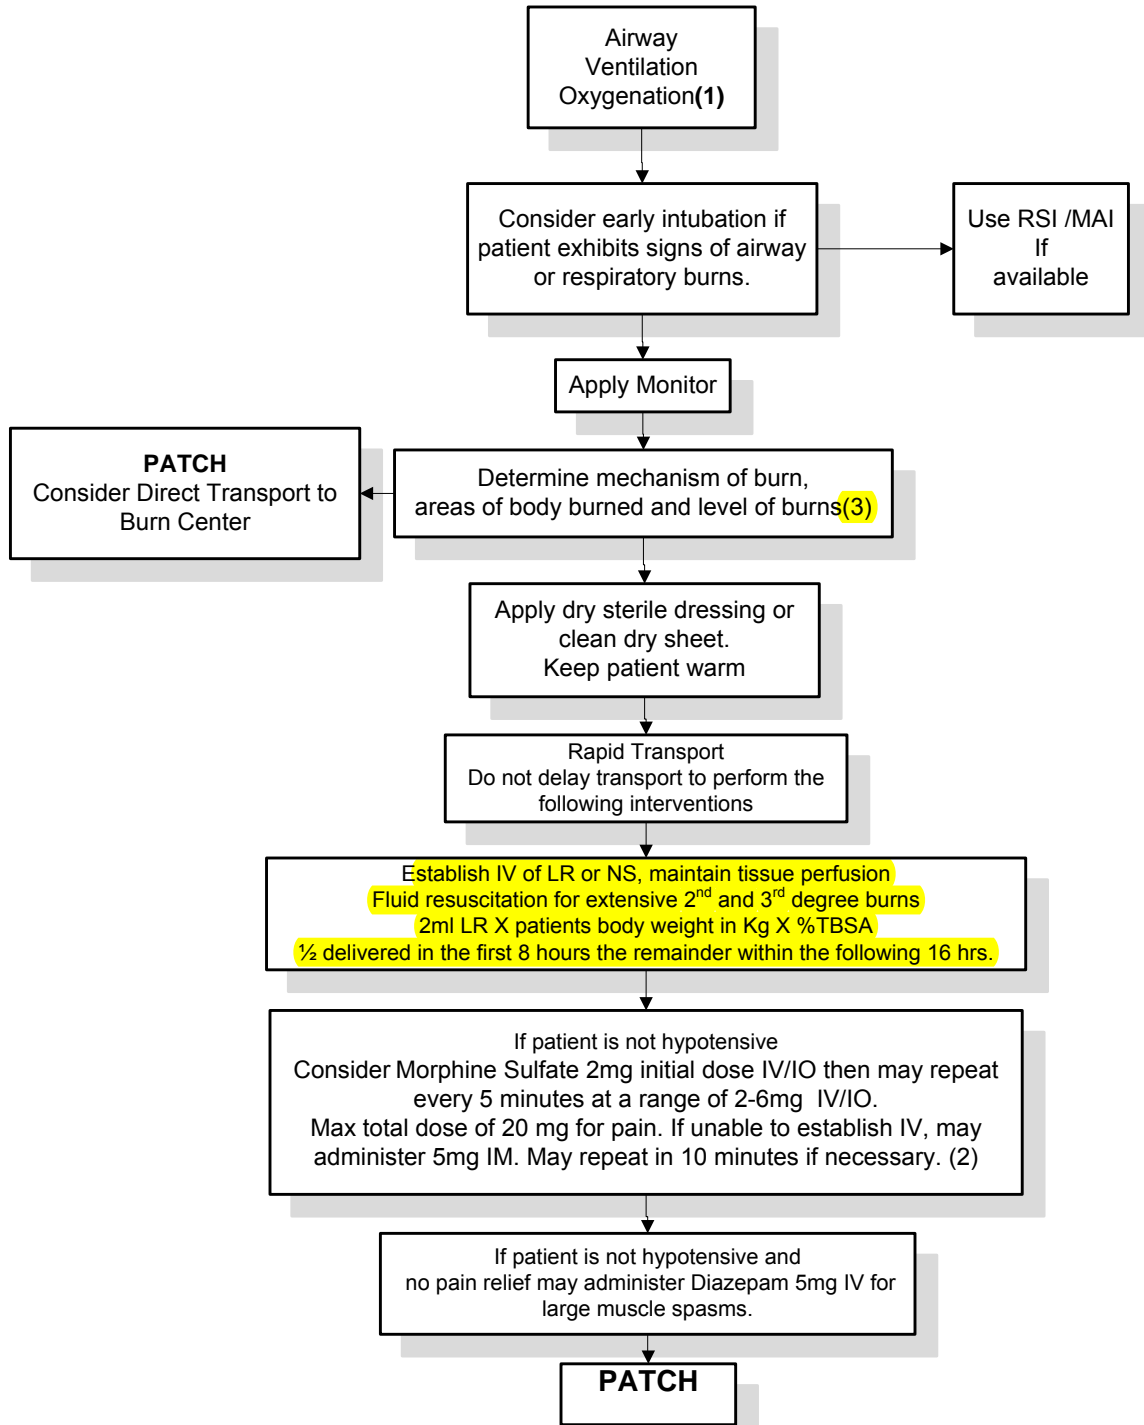 Airway
Ventilation
Oxygenation(1)
Consider early intubation if
patient exhibits signs of airway
or respiratory burns.
Use RSI /MAI
If
available
Apply Monitor
PATCH
Consider Direct Transport to
Burn Center
Determine mechanism of burn,
areas of body burned and level of burns(3)
Apply dry sterile dressing or
clean dry sheet.
Keep patient warm
Rapid Transport
Do not delay transport to perform the
following interventions
Establish IV of LR or NS, maintain tissue perfusion
Fluid resuscitation for extensive 2nd and 3rd degree burns
2ml LR X patients body weight in Kg X %TBSA
½ delivered in the first 8 hours the remainder within the following 16 hrs.
If patient is not hypotensive
Consider Morphine Sulfate 2mg initial dose IV/IO then may repeat
every 5 minutes at a range of 2-6mg IV/IO.
Max total dose of 20 mg for pain. If unable to establish IV, may
administer 5mg IM. May repeat in 10 minutes if necessary. (2)
If patient is not hypotensive and
no pain relief may administer Diazepam 5mg IV for
large muscle spasms.
PATCH